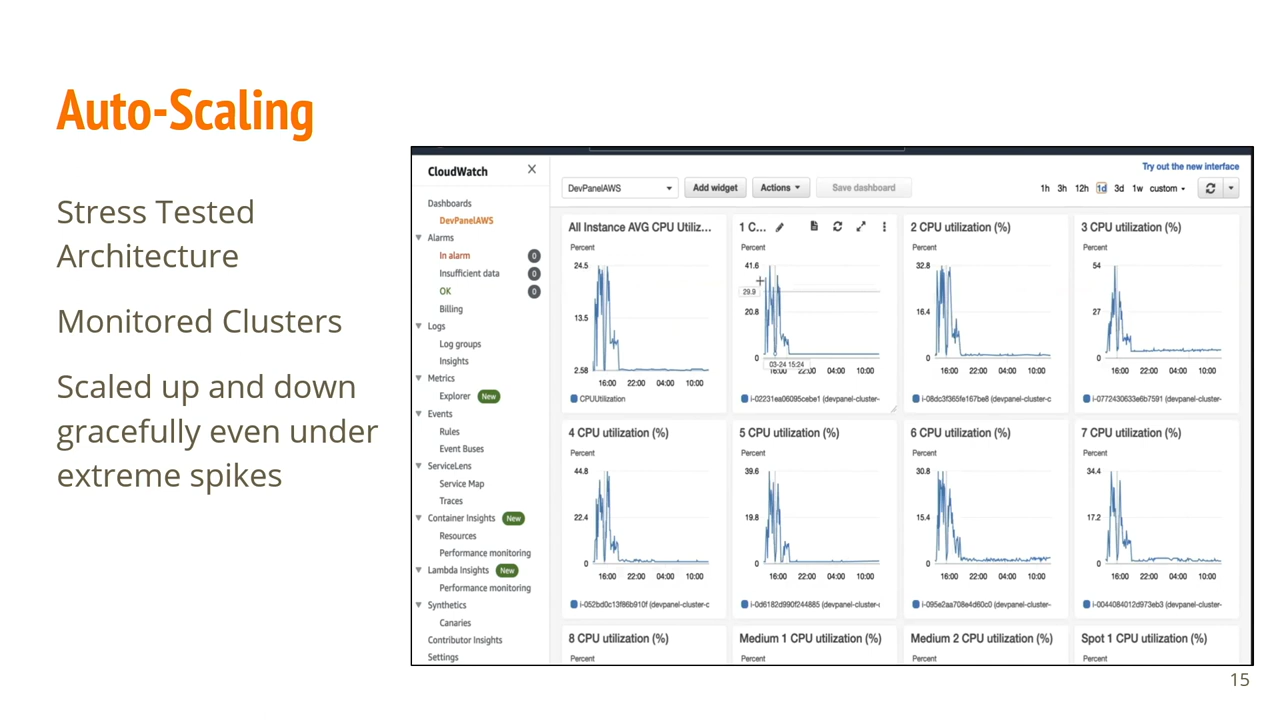 Auto-Scaling
Stress Tested
Architecture
Monitored Clusters
Scaled up and down
gracefully even under
extreme spikes
CloudWatch
Dashboards
DevPanelAWS
Alarms
In alarm 0
Insufficient data 0
OK 0
Billing
Logs
Log groups
Insights
Metrics
Explorer New
Events
Rules
Event Buses
ServiceLens
Service Map
Traces
Container Insights New
Resources
Performance monitoring
Lambda Insights New
Performance monitoring
Synthetics
Canaries
Contributor Insights
Settings
Try out the new interface
DevPanelAWS Add widget Actions Save dashboard 1h 3h 12h 1d 3d 1w custom
All Instance AVG CPU Utiliz...
Percent
24.5
13.5
2.58
16:00 22:00 04:00 10:00
CPUUtilization
1 C...
Percent
41.6
29.9
20.8
0
03-24 15:24
16:00 22:00 04:00 10:00
i-02231ea06095cebe1 (devpanel-cluster-
2 CPU utilization (%)
Percent
32.8
16.4
0
16:00 22:00 04:00 10:00
i-08dc3f365fe167be8 (devpanel-cluster-c
3 CPU utilization (%)
Percent
54
27
0
16:00 22:00 04:00 10:00
i-0772430633e6b7591 (devpanel-cluster-
4 CPU utilization (%)
Percent
44.8
22.4
0
16:00 22:00 04:00 10:00
i-052bd0c13f86b910f (devpanel-cluster-c
5 CPU utilization (%)
Percent
39.6
19.8
0
16:00 22:00 04:00 10:00
i-0d6182d990f244885 (devpanel-cluster-
6 CPU utilization (%)
Percent
30.8
15.4
0
16:00 22:00 04:00 10:00
i-095e2aa708e4d60c0 (devpanel-cluster-
7 CPU utilization (%)
Percent
34.4
17.2
0
16:00 22:00 04:00 10:00
i-0044084012d973eb3 (devpanel-cluster-
8 CPU utilization (%)
Percent
Medium 1 CPU utilization (%)
Percent
Medium 2 CPU utilization (%)
Percent
Spot 1 CPU utilization (%)
Percent
15